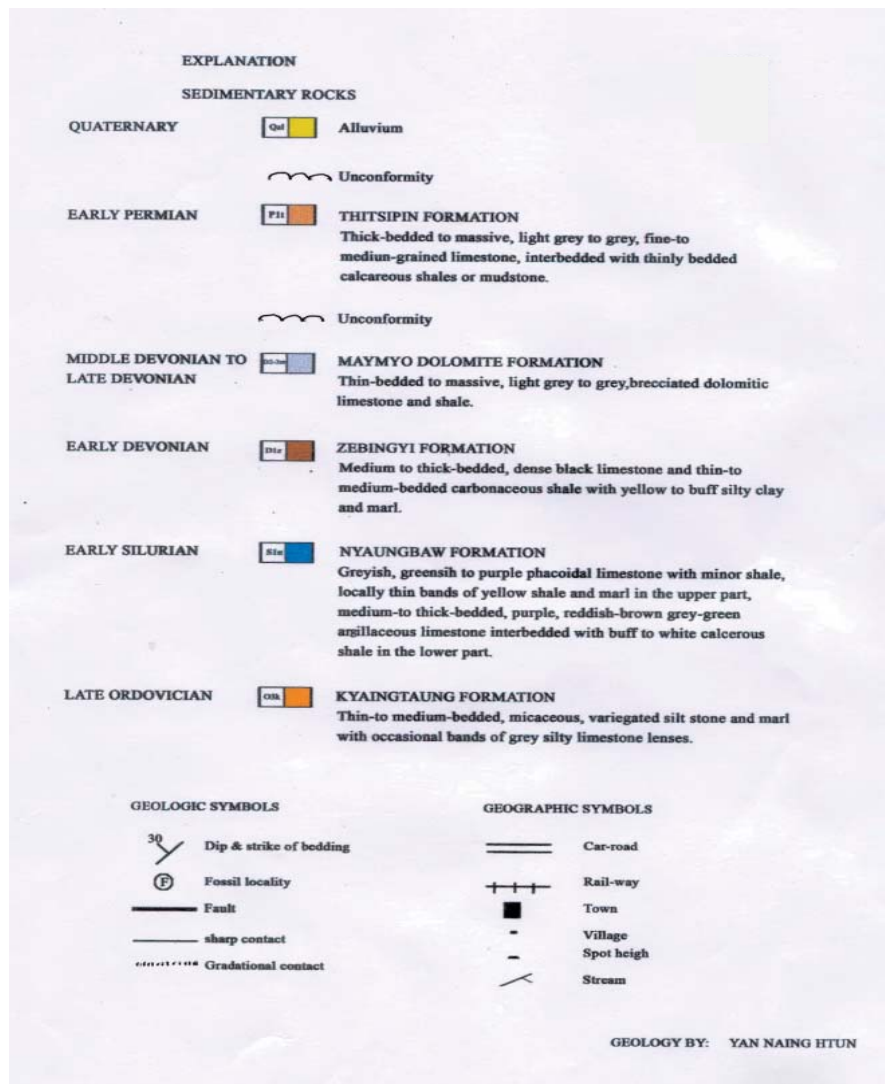 EXPLANATION
SEDIMENTARY ROCKS
QUATERNARY Qal Alluvium
Unconformity
EARLY PERMIAN P1t THITSIPIN FORMATION
Thick-bedded to massive, light grey to grey, fine-to
mediun-grained limestone, interbedded with thinly bedded
calcareous shales or mudstone.
Unconformity
MIDDLE DEVONIAN TO
LATE DEVONIAN
MAYMYO DOLOMITE FORMATION
Thin-bedded to massive, light grey to grey,brecciated dolomitic
limestone and shale.
EARLY DEVONIAN D1z ZEBINGYI FORMATION
Medium to thick-bedded, dense black limestone and thin-to
medium-bedded carbonaceous shale with yellow to buff silty clay
and marl.
EARLY SILURIAN S1n NYAUNGBAW FORMATION
Greyish, greensih to purple phacoidal limestone with minor shale,
locally thin bands of yellow shale and marl in the upper part,
medium-to thick-bedded, purple, reddish-brown grey-green
argillaceous limestone interbedded with buff to white calcerous
shale in the lower part.
LATE ORDOVICIAN O3k KYAINGTAUNG FORMATION
Thin-to medium-bedded, micaceous, variegated silt stone and marl
with occasional bands of grey silty limestone lenses.
GEOLOGIC SYMBOLS
30 Dip & strike of bedding
F Fossil locality
Fault
sharp contact
Gradational contact
GEOGRAPHIC SYMBOLS
Car-road
Rail-way
Town
Village
Spot heigh
Stream
GEOLOGY BY: YAN NAING HTUN